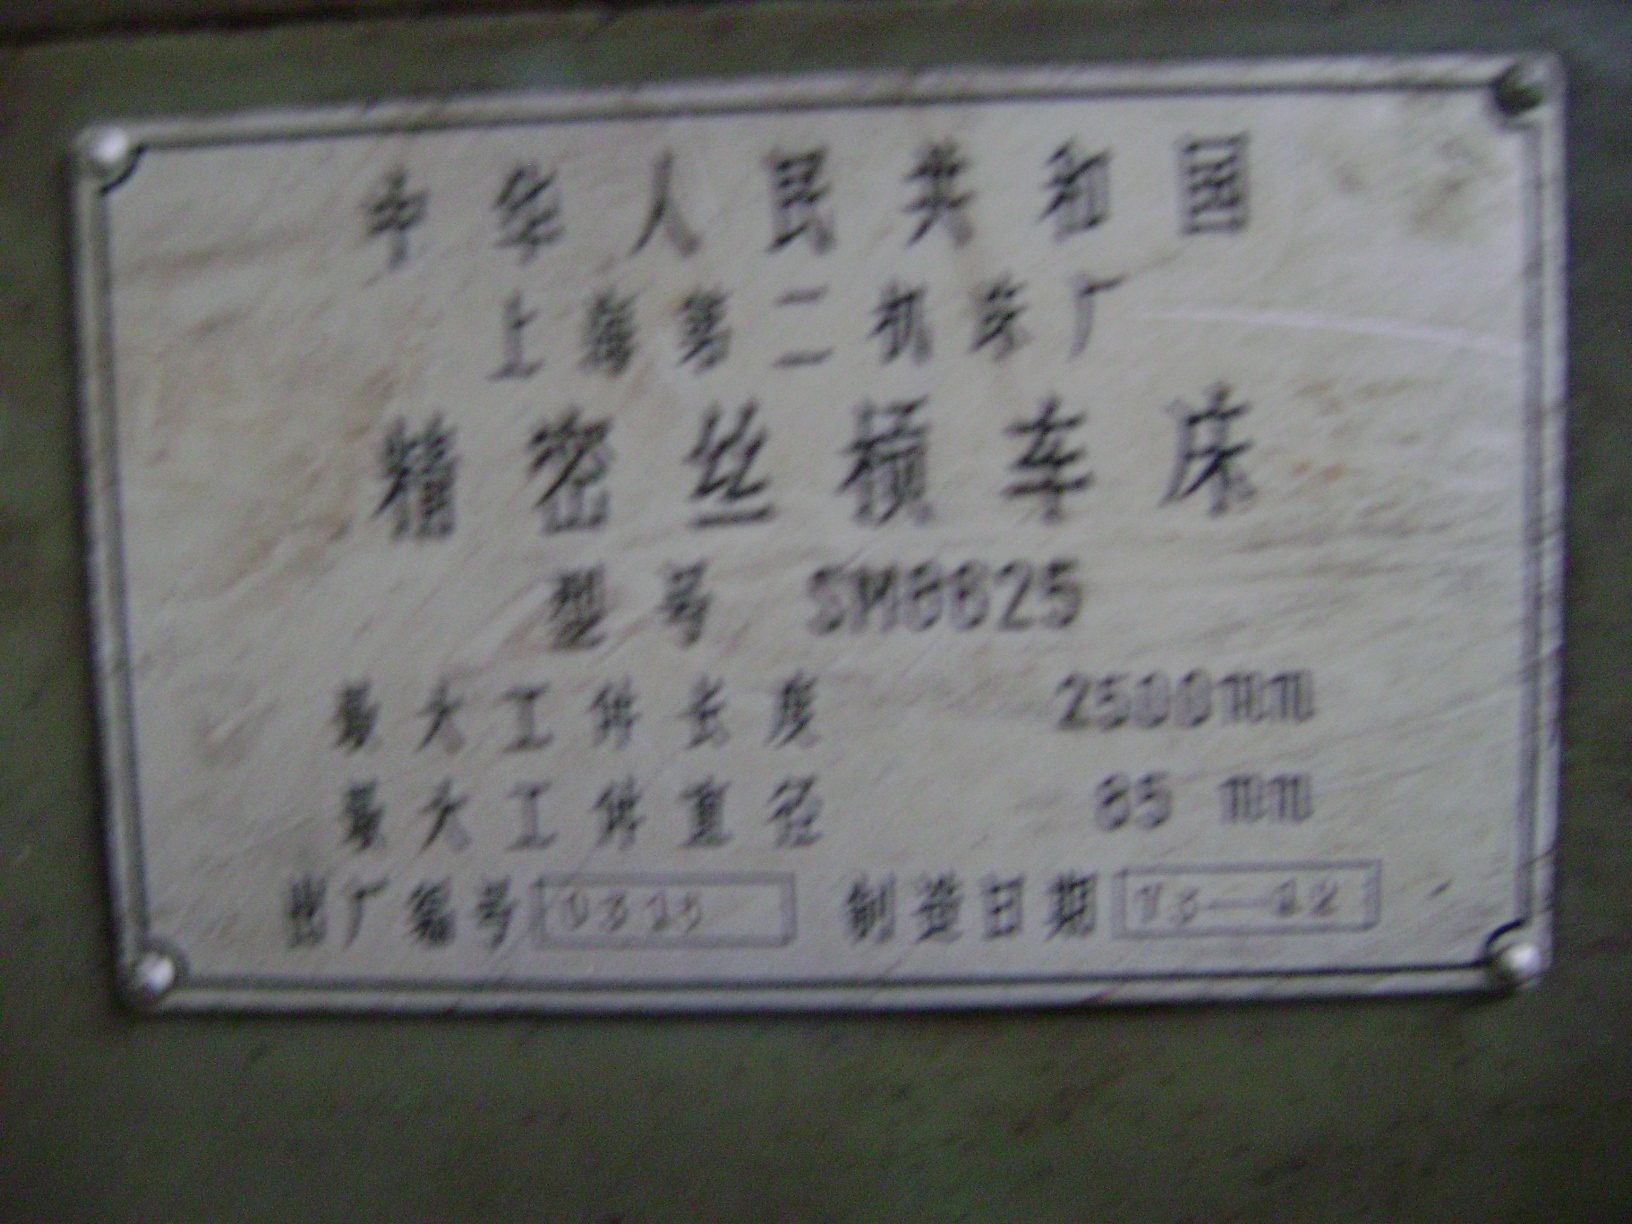 中华人民共和国
上海第二机床厂
精密丝槓车床
型号 SM8625
最大工件长度 2500mm
最大工件直径 mm
出厂编号 制造日期